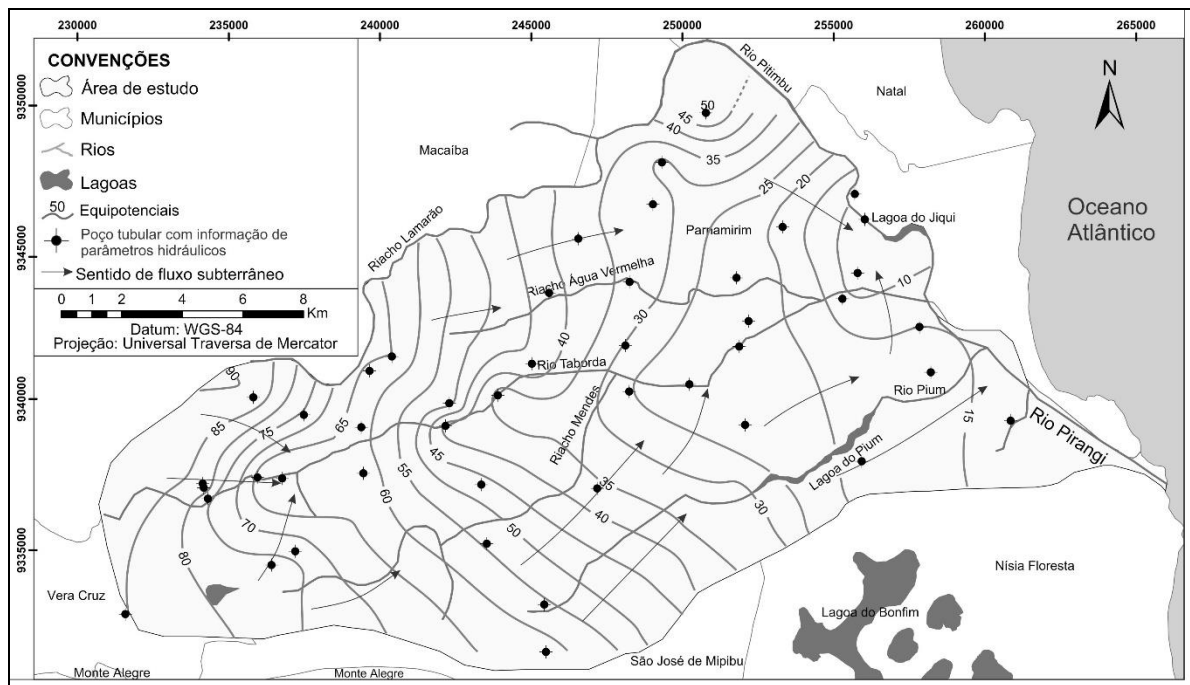 230000 235000 240000 245000 250000 255000 260000 265000
CONVENÇÕES
Área de estudo
Municípios
Rios
Lagoas
50 Equipotenciais
Poço tubular com informação de
parâmetros hidráulicos
Sentido de fluxo subterrâneo
0 1 2 4 6 8
Km
Datum: WGS-84
Projeção: Universal Traversa de Mercator
9350000
9345000
9340000
9335000
N
Rio Pitimbu
Natal
Macaíba
50
45
40
35
25
20
Oceano
Atlântico
Lagoa do Jiqui
Parnamirim
Riacho Lamarão
Riacho Água Vermelha
10
30
40
Rio Taborda
90
85
75
65
Riacho Mendes
Rio Pium
15
Rio Pirangi
45
55
60
Lagoa do Pium
35
30
40
50
70
80
Vera Cruz
Nísia Floresta
Lagoa do Bonfim
São José de Mipibu
Monte Alegre
Monte Alegre